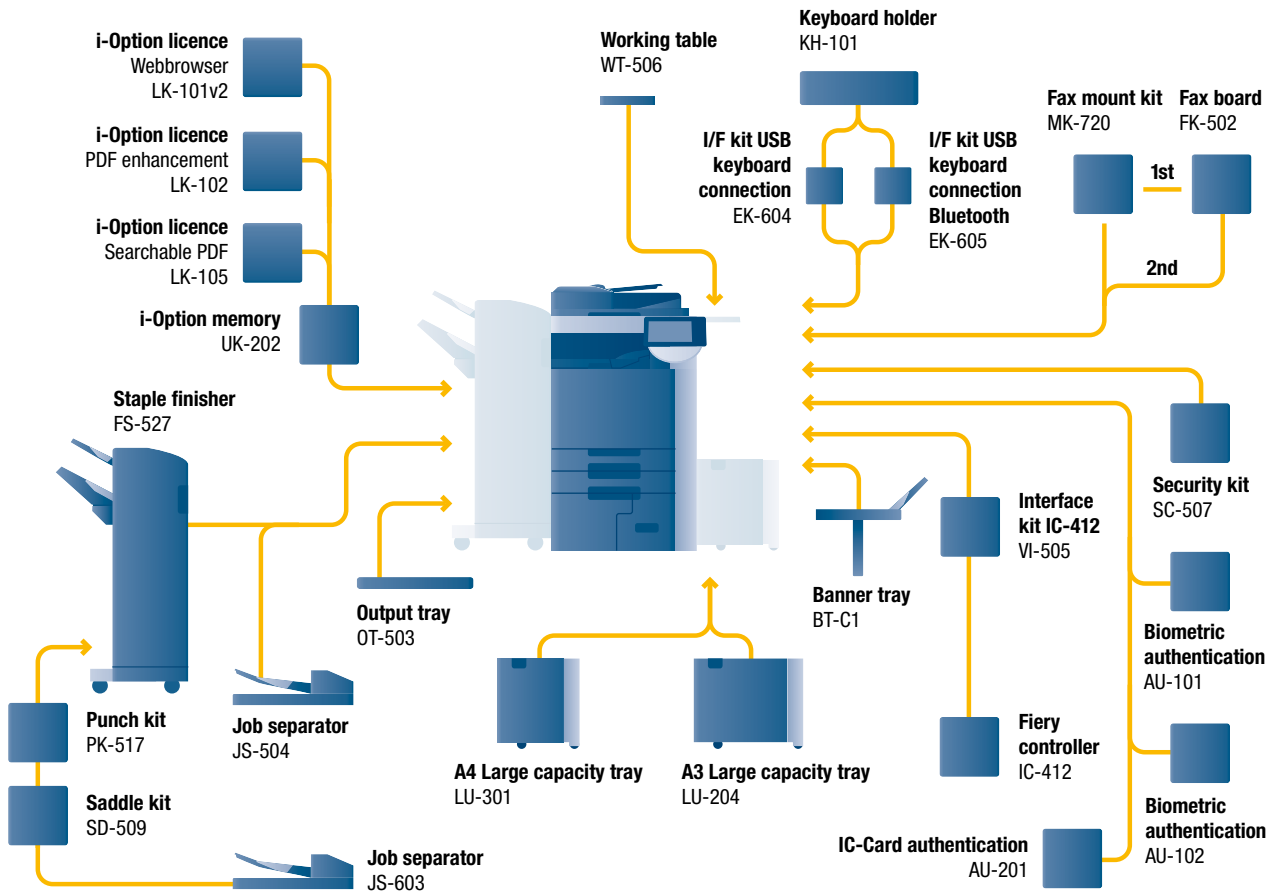 i-Option licence
Webbrowser
LK-101v2
i-Option licence
PDF enhancement
LK-102
i-Option licence
Searchable PDF
LK-105
i-Option memory
UK-202
Working table
WT-506
Keyboard holder
KH-101
I/F kit USB
keyboard
connection
EK-604
I/F kit USB
keyboard
connection
Bluetooth
EK-605
Fax mount kit
MK-720
Fax board
FK-502
1st
2nd
Staple finisher
FS-527
Output tray
OT-503
Punch kit
PK-517
Job separator
JS-504
Saddle kit
SD-509
Job separator
JS-603
A4 Large capacity tray
LU-301
A3 Large capacity tray
LU-204
Banner tray
BT-C1
Interface
kit IC-412
VI-505
Fiery
controller
IC-412
Security kit
SC-507
Biometric
authentication
AU-101
Biometric
authentication
AU-102
IC-Card authentication
AU-201